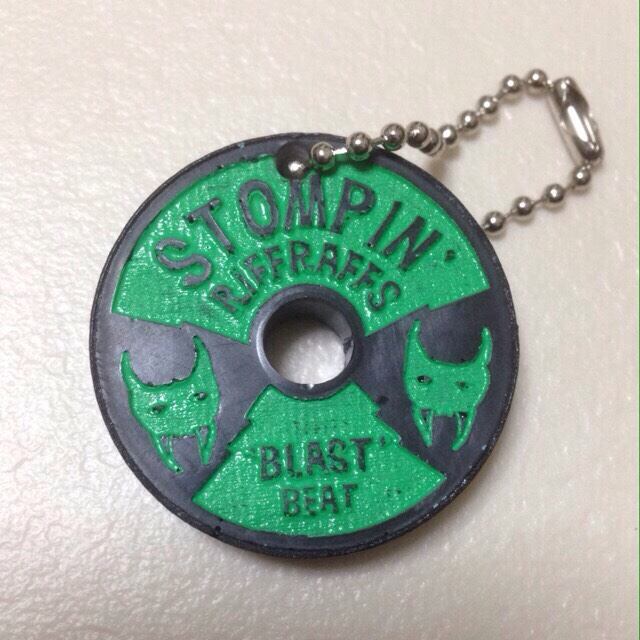 STOMPIN'
RIFFRAFFS
"BLAST"
BEAT